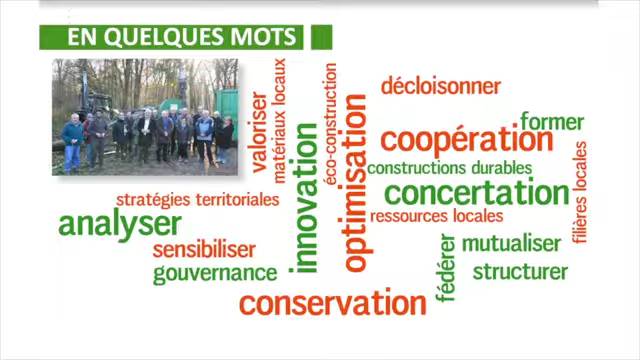 EN QUELQUES MOTS
décloisonner
valoriser
matériaux locaux
éco-construction
optimisation
innovation
former
coopération
constructions durables
filières locales
concertation
stratégies territoriales
ressources locales
analyser
sensibiliser
mutualiser
fédérer
gouvernance
structurer
conservation